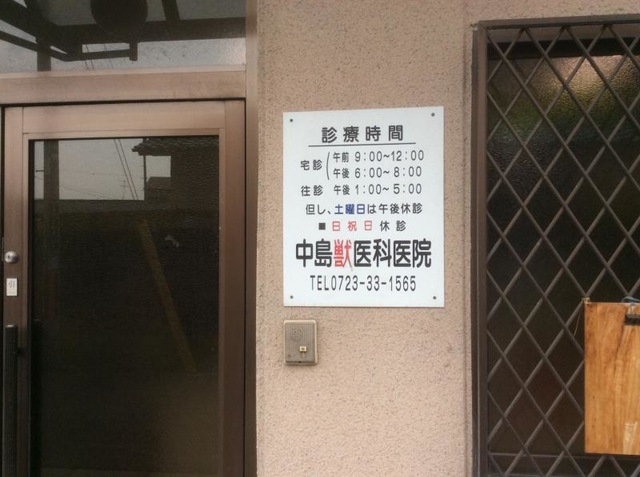 診療時間
宅診(午前 9:00~12:00
午後 6:00~8:00
往診 午後 1:00~5:00
但し、土曜日は午後休診
■日祝日休診
中島獣医科医院
TEL0723-33-1565